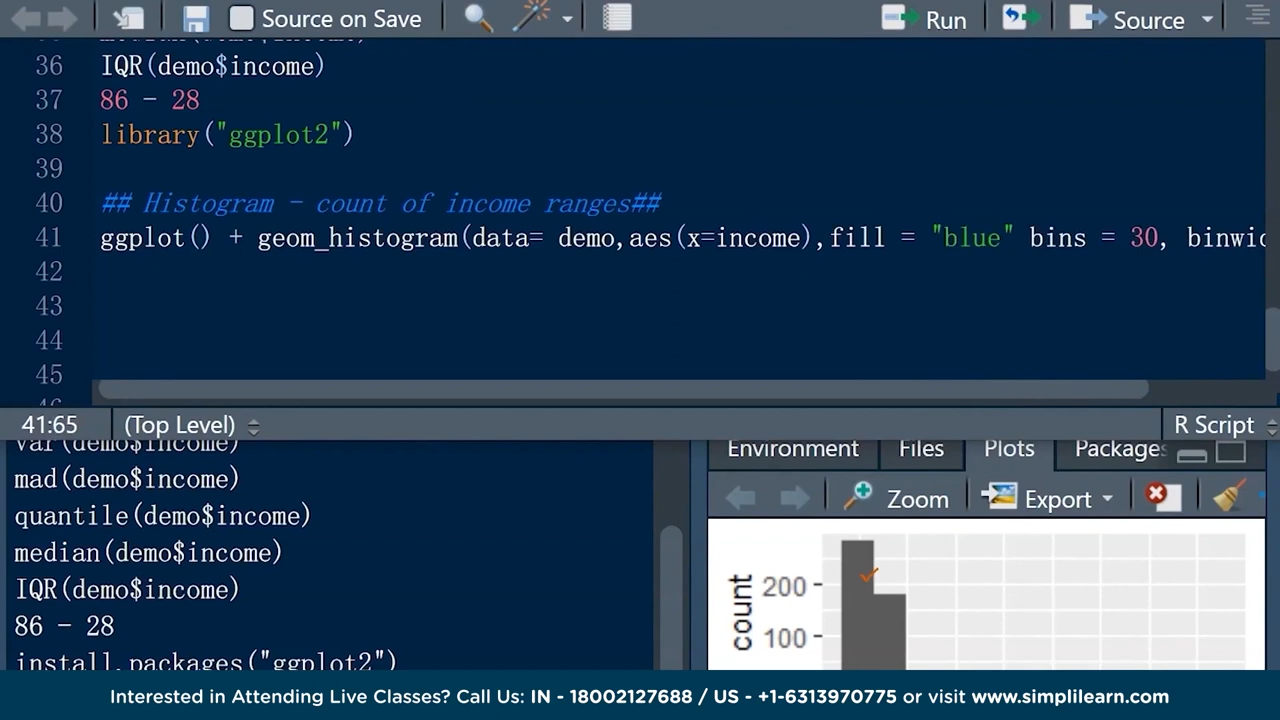 Source on Save
Run
Source
36 IQR(demo$income)
37 86 - 28
38 library("ggplot2")
39
40 ## Histogram - count of income ranges##
41 ggplot() + geom_histogram(data= demo,aes(x=income),fill = "blue" bins = 30, binwid
42
43
44
45
41:65 (Top Level) R Script
var(demo$income)
mad(demo$income)
quantile(demo$income)
median(demo$income)
IQR(demo$income)
86 - 28
install.packages("ggplot2")
Environment Files Plots Packages
Zoom Export
count
200
100
Interested in Attending Live Classes? Call Us: IN - 18002127688 / US - +1-6313970775 or visit www.simplilearn.com